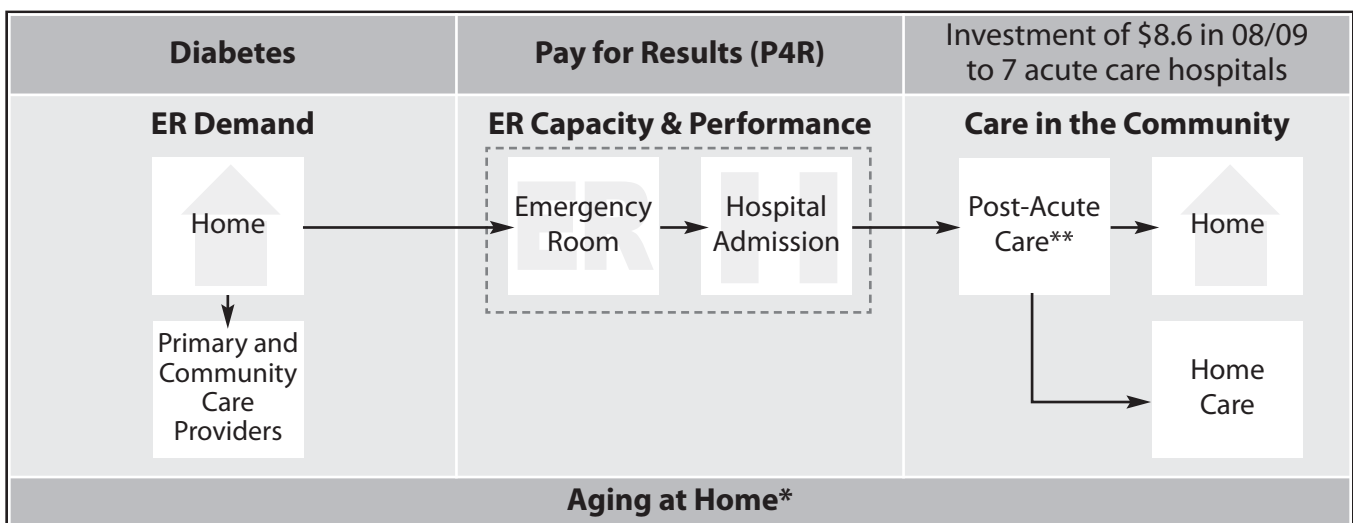 Diabetes
Pay for Results (P4R)
Investment of $8.6 in 08/09
to 7 acute care hospitals
ER Demand
ER Capacity & Performance
Care in the Community
Home
Primary and
Community
Care
Providers
ER
Emergency
Room
H
Hospital
Admission
Post-Acute
Care**
Home
Home
Care
Aging at Home*